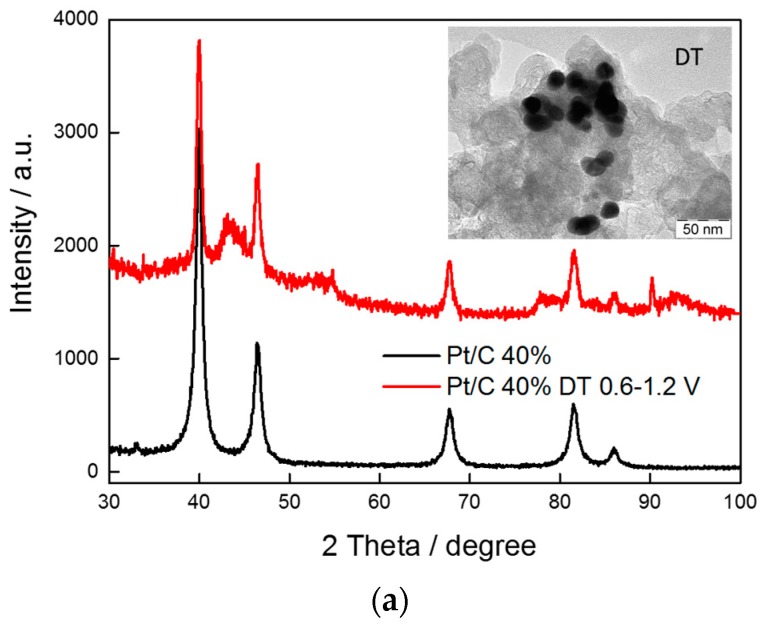 4000
3000
2000
1000
0
Intensity / a.u.
DT
50 nm
Pt/C 40%
Pt/C 40% DT 0.6-1.2 V
30 40 50 60 70 80 90 100
2 Theta / degree
(a)